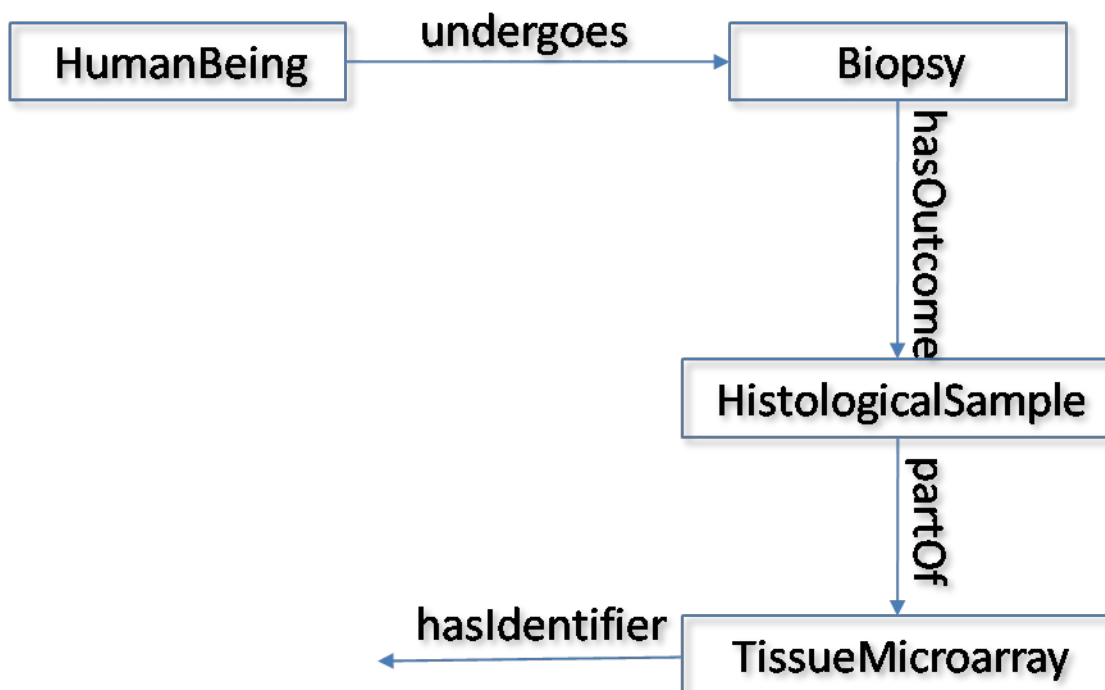 undergoes
HumanBeing
Biopsy
hasOutcome
HistologicalSample
partOf
hasIdentifier
TissueMicroarray